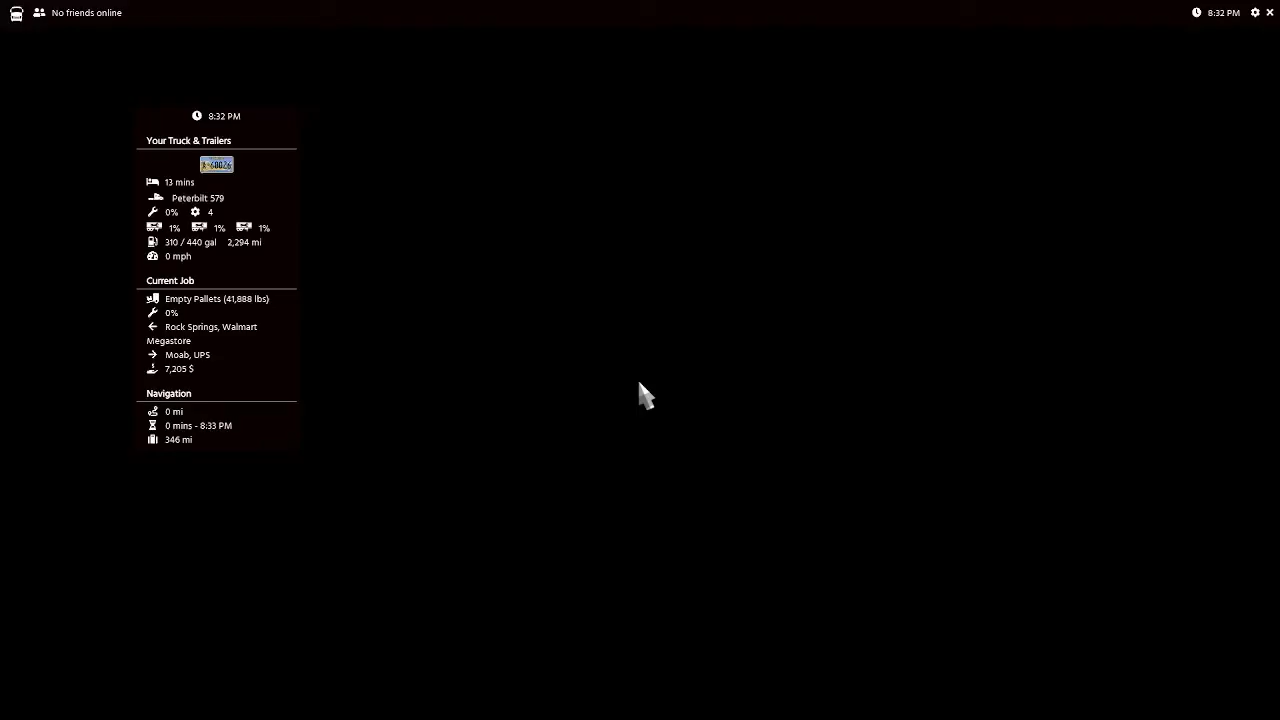 No friends online
8:32 PM
8:32 PM
Your Truck & Trailers
13 mins
Peterbilt 579
0% 4
1% 1% 1%
310 / 440 gal 2,294 mi
0 mph
Current Job
Empty Pallets (41,888 lbs)
0%
Rock Springs, Walmart
Megastore
Moab, UPS
7,205 $
Navigation
0 mi
0 mins - 8:33 PM
346 mi